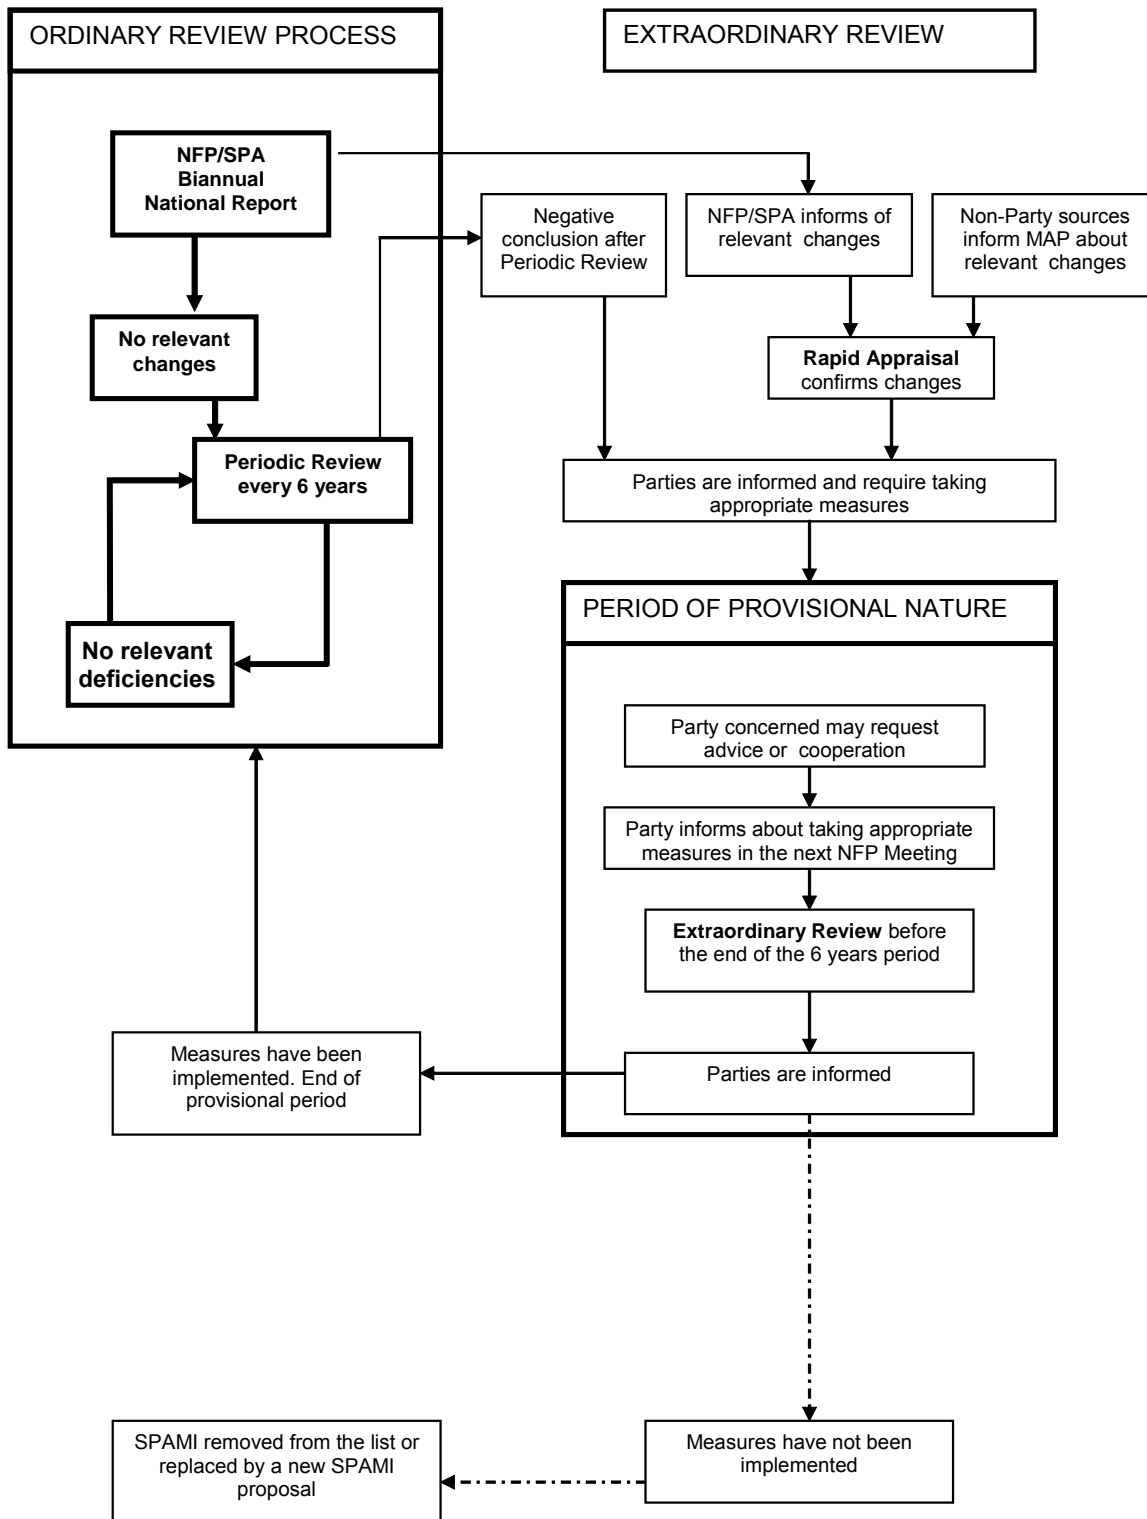 ORDINARY REVIEW PROCESS
EXTRAORDINARY REVIEW
NFP/SPA
Biannual
National Report
Negative
conclusion after
Periodic Review
NFP/SPA informs of
relevant changes
Non-Party sources
inform MAP about
relevant changes
No relevant
changes
Rapid Appraisal
confirms changes
Periodic Review
every 6 years
Parties are informed and require taking
appropriate measures
PERIOD OF PROVISIONAL NATURE
No relevant
deficiencies
Party concerned may request
advice or cooperation
Party informs about taking appropriate
measures in the next NFP Meeting
Extraordinary Review before
the end of the 6 years period
Measures have been
implemented. End of
provisional period
Parties are informed
SPAMI removed from the list or
replaced by a new SPAMI
proposal
Measures have not been
implemented